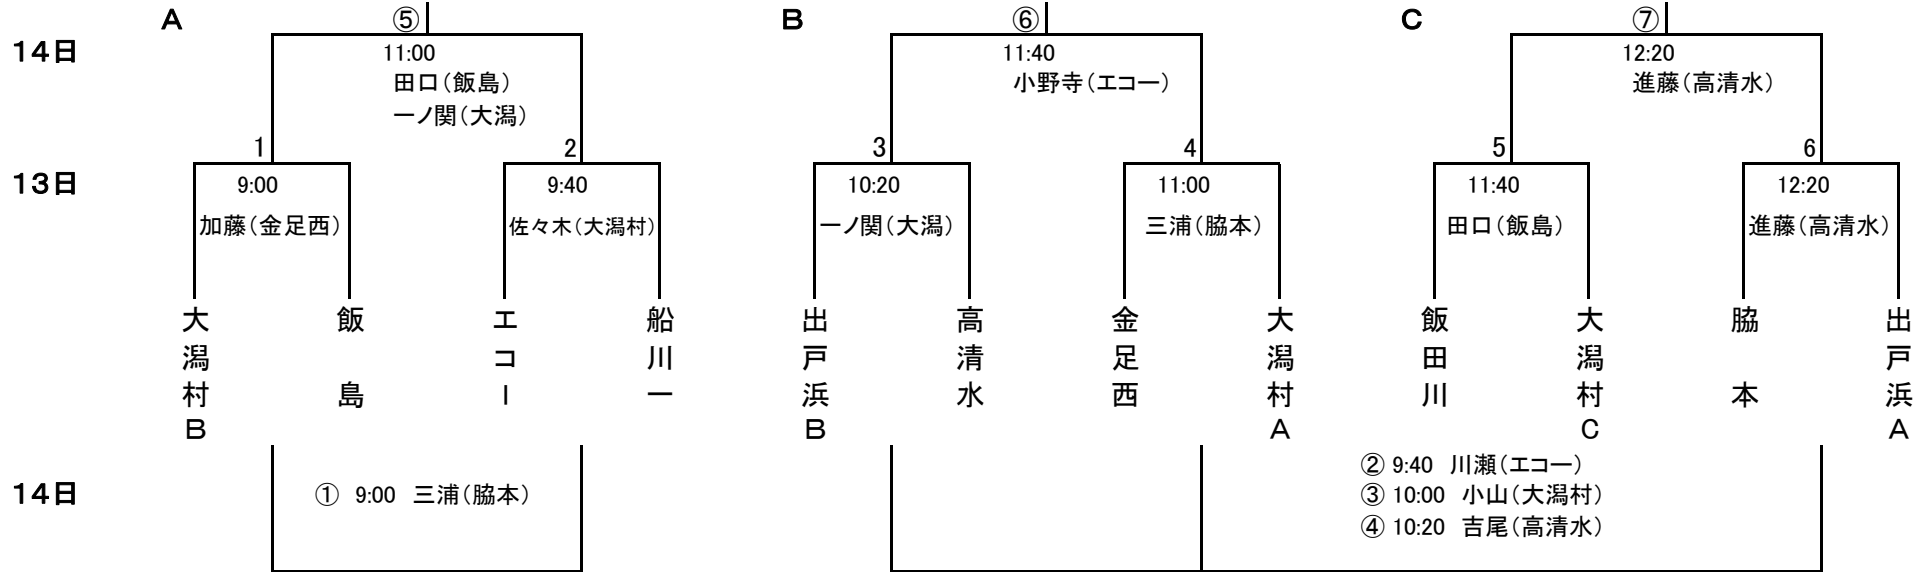 A ⑤ B ⑥ C ⑦
14日 11:00 11:40 12:20
田口（飯島） 小野寺（エコー） 進藤（高清水）
一ノ関（大潟）
1 2 3 4 5 6
13日 9:00 9:40 10:20 11:00 11:40 12:20
加藤（金足西） 佐々木（大潟村） 一ノ関（大潟） 三浦（脇本） 田口（飯島） 進藤（高清水）
大潟村B
飯島
エコー
船川一
出戸浜B
高清水
金足西
大潟村A
飯田川
大潟村C
脇本
出戸浜A
14日 ① 9:00 三浦（脇本）
② 9:40 川瀬（エコー）
③ 10:00 小山（大潟村）
④ 10:20 吉尾（高清水）